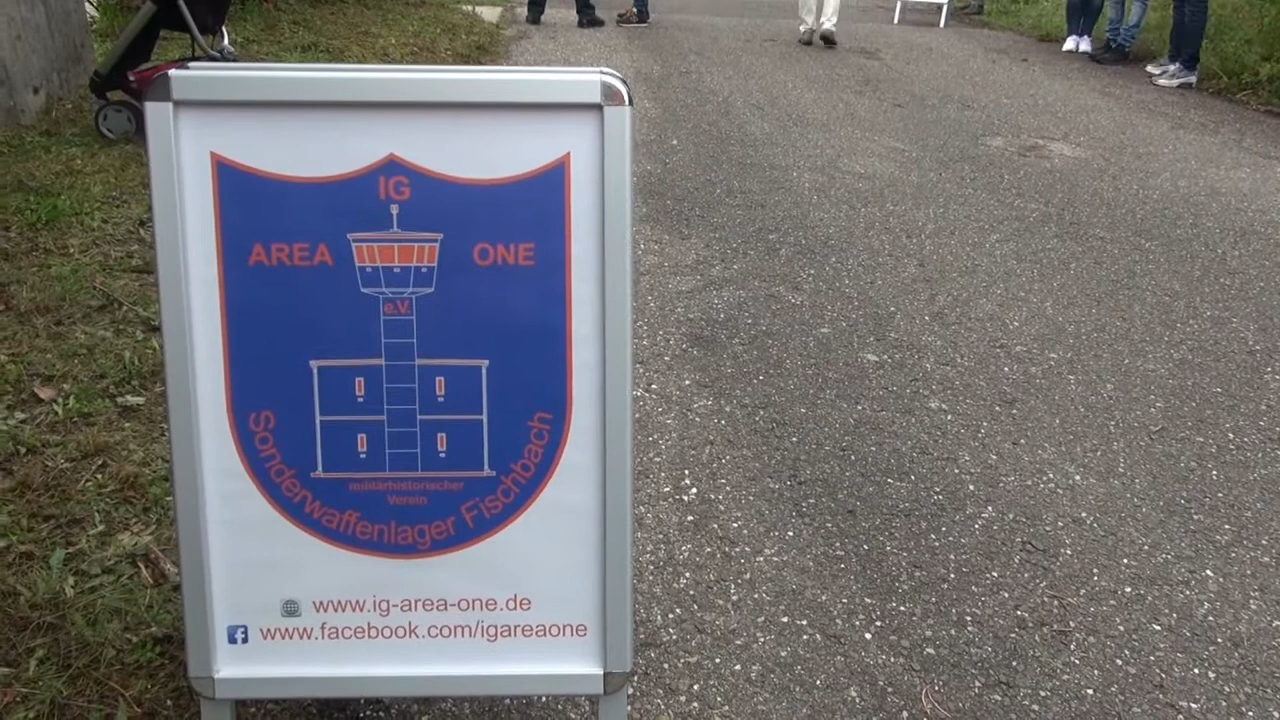 IG
AREA ONE
e.V.
militärhistorischer
Verein
Sonderwaffenlager Fischbach
www.ig-area-one.de
f www.facebook.com/igareaone